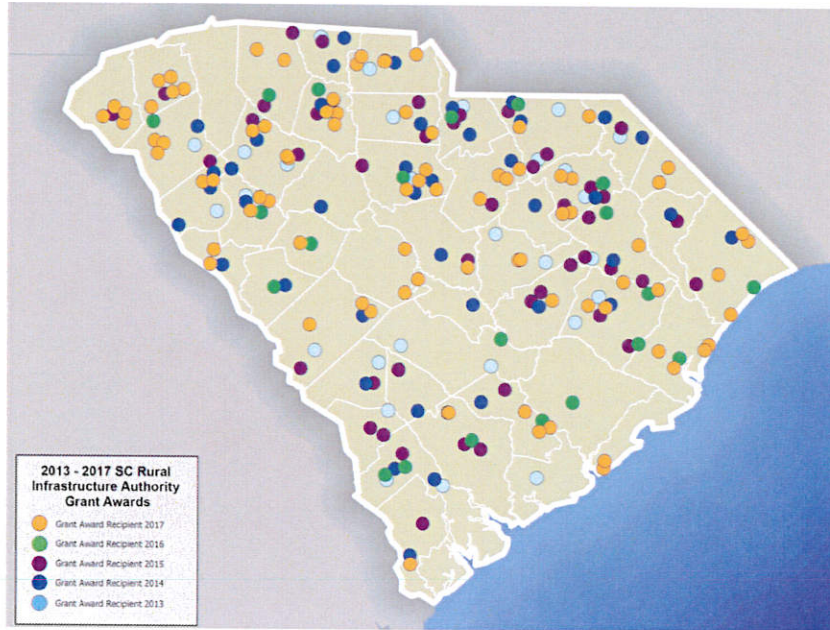 2013 - 2017 SC Rural
Infrastructure Authority
Grant Awards
Grant Award Recipient 2017
Grant Award Recipient 2016
Grant Award Recipient 2015
Grant Award Recipient 2014
Grant Award Recipient 2013